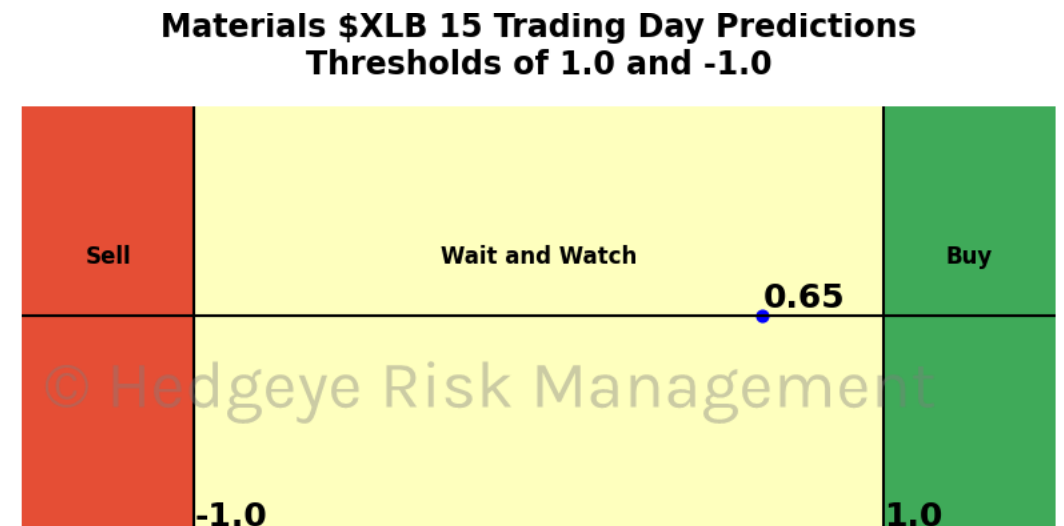 Materials $XLB 15 Trading Day Predictions
Thresholds of 1.0 and -1.0
Sell
Wait and Watch
Buy
0.65
© Hedgeye Risk Management
-1.0
1.0